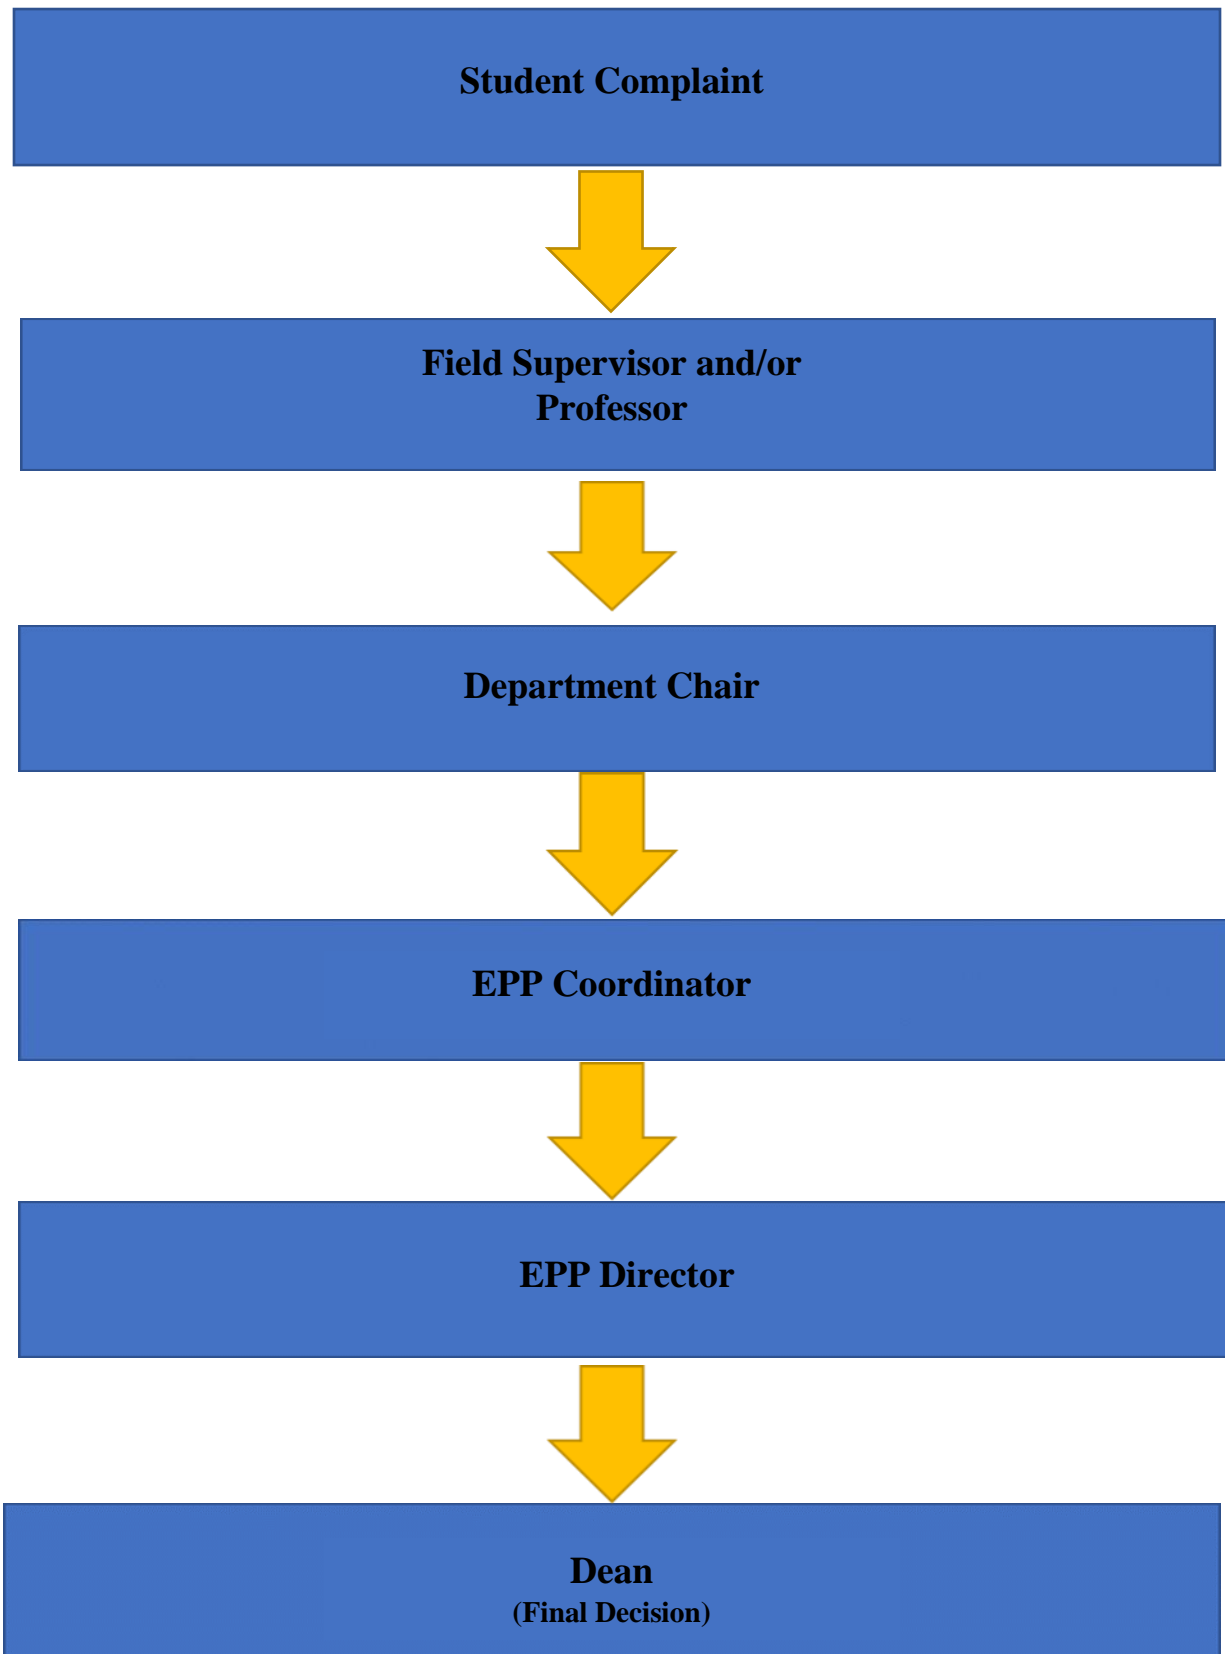 Student Complaint
Field Supervisor and/or
Professor
Department Chair
EPP Coordinator
EPP Director
Dean
(Final Decision)